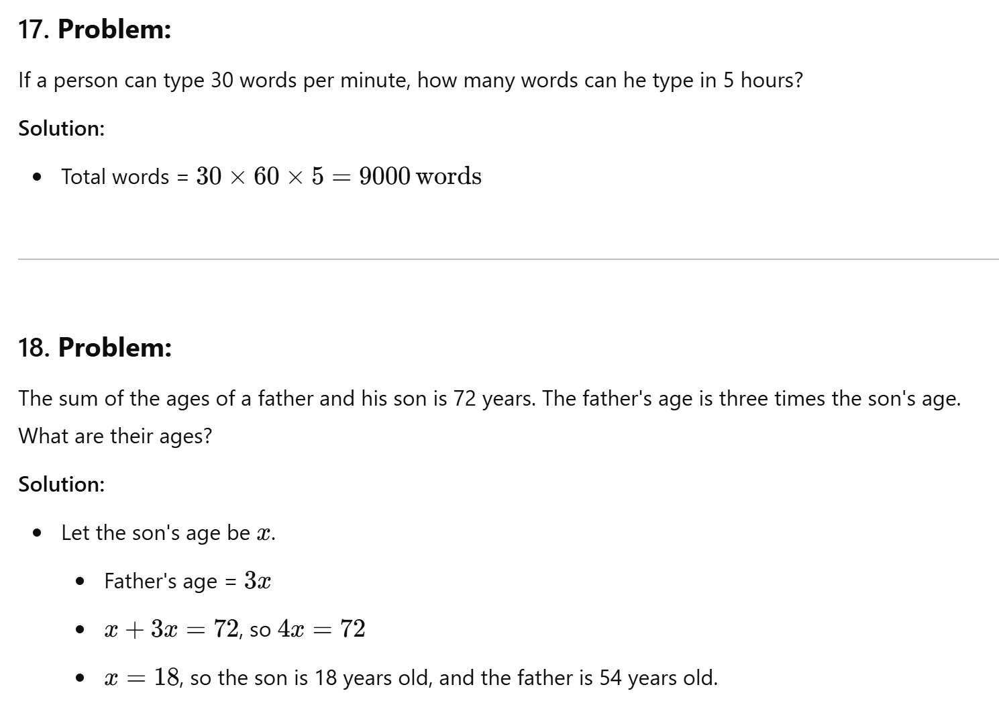 17. Problem:
If a person can type 30 words per minute, how many words can he type in 5 hours?
Solution:
• Total words = 30 × 60 × 5 = 9000 words
18. Problem:
The sum of the ages of a father and his son is 72 years. The father's age is three times the son's age.
What are their ages?
Solution:
• Let the son's age be x.
• Father's age = 3x
• x + 3x = 72, so 4x = 72
• x = 18, so the son is 18 years old, and the father is 54 years old.